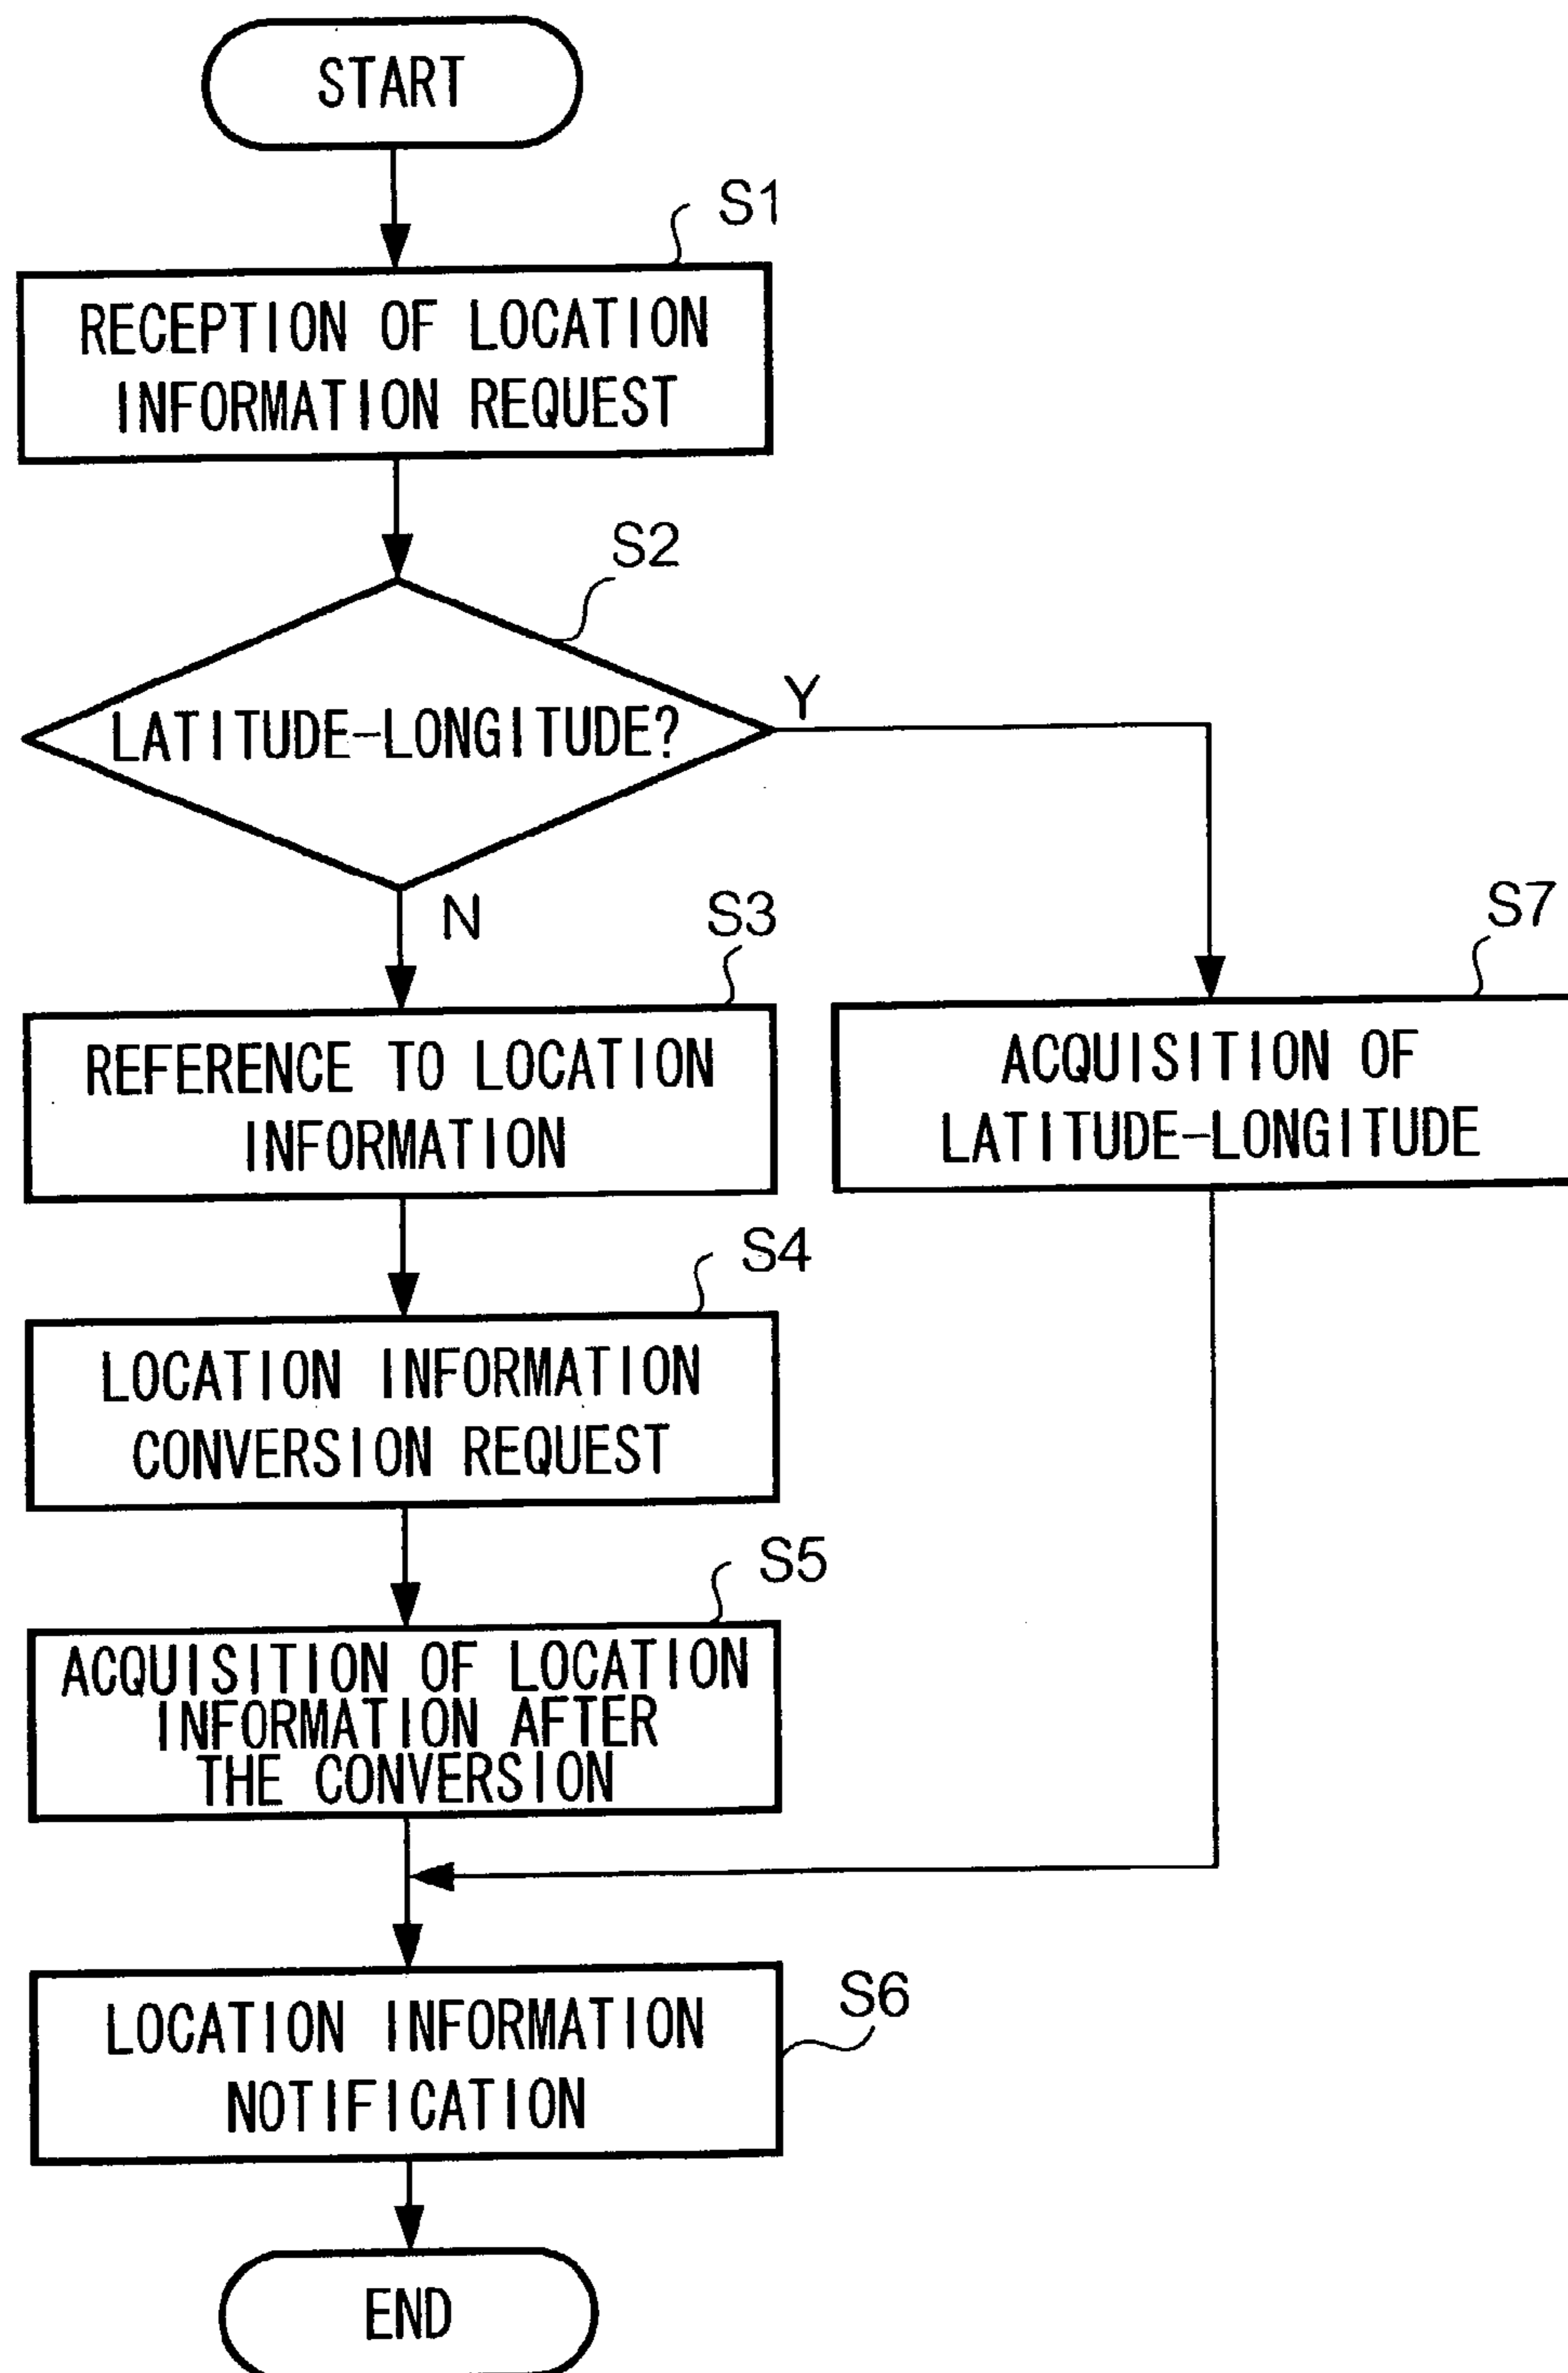 START
S1
RECEPTION OF LOCATION
INFORMATION REQUEST
S2
LATITUDE-LONGITUDE?
Y
N
S3
REFERENCE TO LOCATION
INFORMATION
S7
ACQUISITION OF
LATITUDE-LONGITUDE
S4
LOCATION INFORMATION
CONVERSION REQUEST
S5
ACQUISITION OF LOCATION
INFORMATION AFTER
THE CONVERSION
S6
LOCATION INFORMATION
NOTIFICATION
END